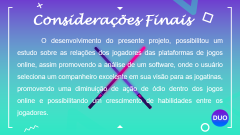 Considerações Finais
O desenvolvimento do presente projeto, possibilitou um
estudo sobre as relações dos jogadores das plataformas de jogos
online, assim promovendo a análise de um software, onde o usuário
seleciona um companheiro excelente em sua visão para as jogatinas,
promovendo uma diminuição de ação de ódio dentro dos jogos
online e possibilitando um crescimento de habilidades entre os
jogadores.
DUO